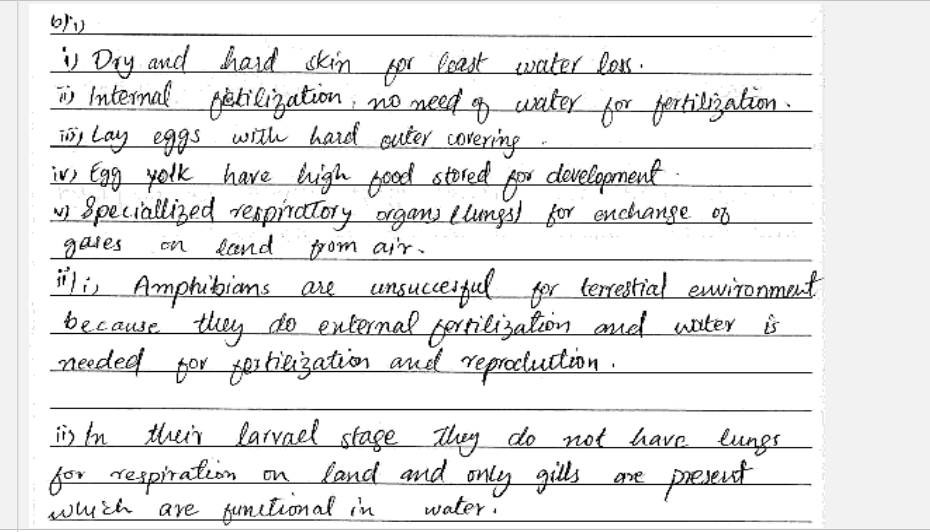 b) i)
i) Dry and hard skin for least water loss.
ii) Internal fetilization, no need of water for fertilization.
iii) Lay eggs with hard outer covering.
iv) Egg yolk have high food stored for development.
v) Speciallized respiratory organs (lungs) for enchange of
gases on land from air.
ii) i) Amphibians are unsuccesful for terrestial environment
because they do external fertilization and water is
needed for fertilization and reproduction.
ii) In their larvael stage they do not have lungs
for respiration on land and only gills are present
which are functional in water.